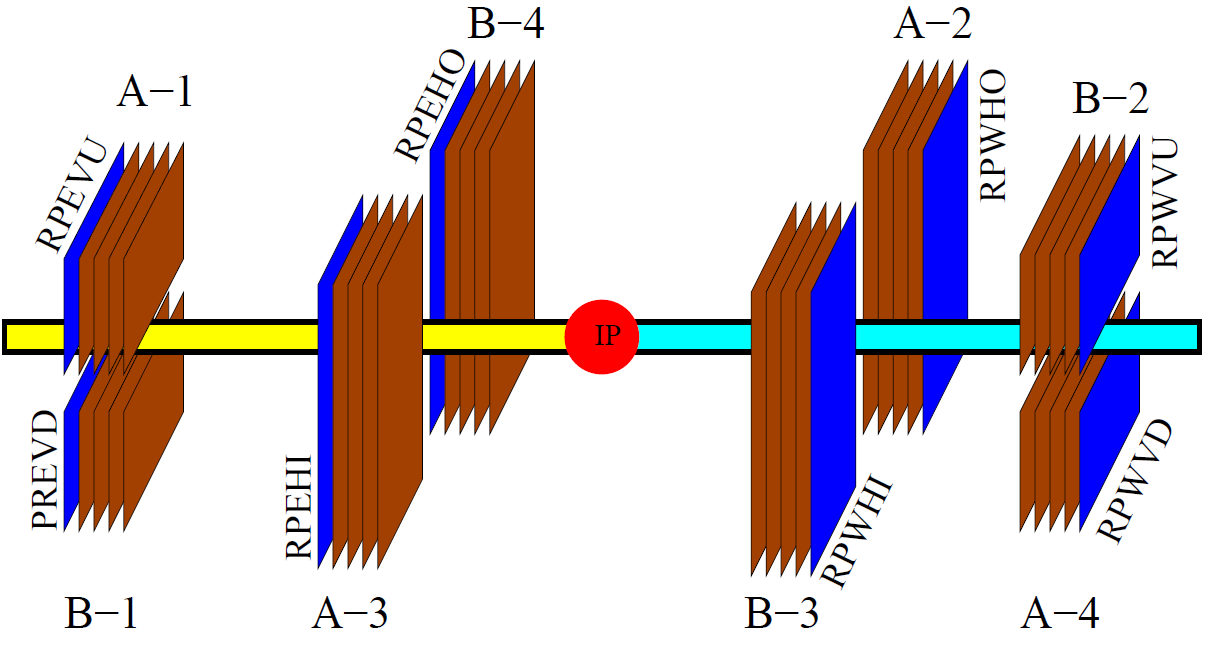 B−4
A−2
A−1
B−2
RPEVU
RPEHO
RPWHO
RPWVU
IP
PREVD
RPEHI
RPWHI
RPWVD
B−1
A−3
B−3
A−4